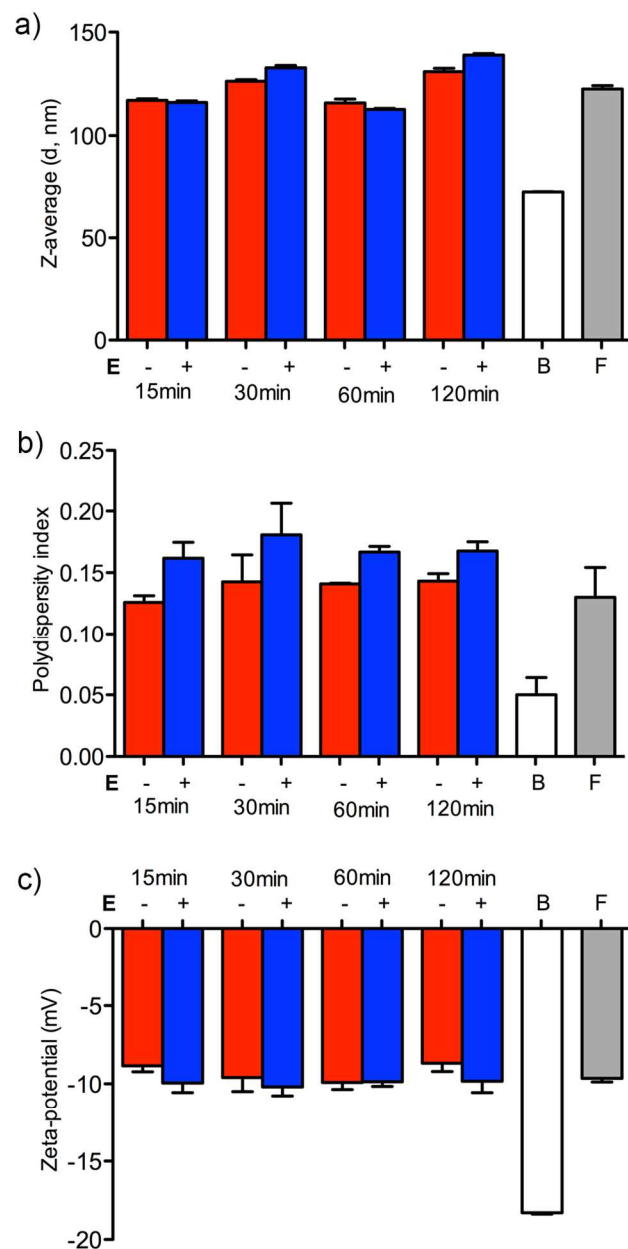 a)
Z-average (d, nm)
150
100
50
0
E - + - + - + - + B F
15min 30min 60min 120min
b)
Polydispersity index
0.25
0.20
0.15
0.10
0.05
0.00
E - + - + - + - + B F
15min 30min 60min 120min
c)
15min 30min 60min 120min
E - + - + - + - + B F
Zeta-potential (mV)
0
-5
-10
-15
-20